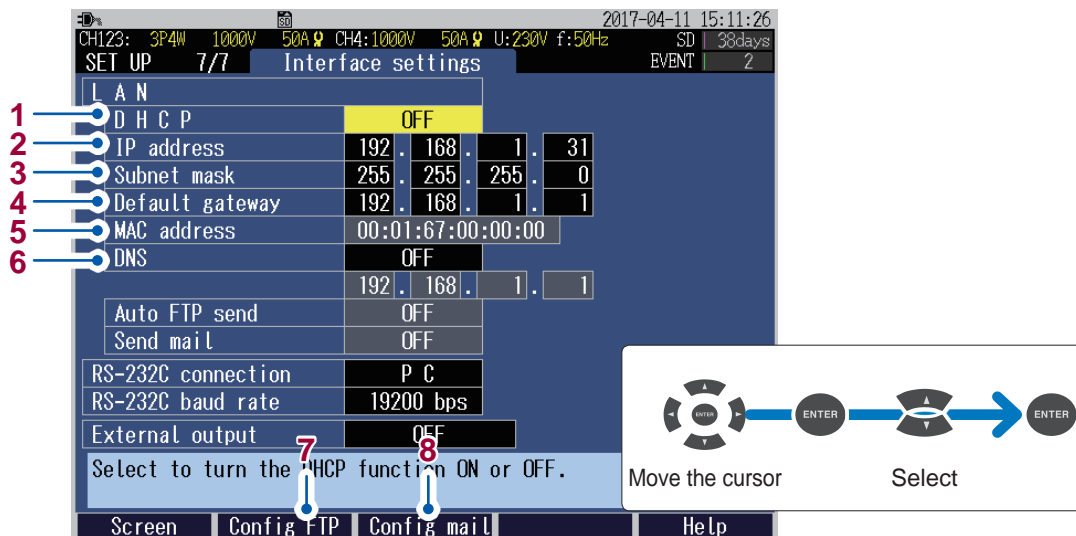 SD 2017-04-11 15:11:26
CH123: 3P4W 1000V 50A CH4:1000V 50A U:230V f:50Hz SD 38days
SET UP 7/7 Interface settings EVENT 2
LAN
1 DHCP OFF
2 IP address 192. 168. 1. 31
3 Subnet mask 255. 255. 255. 0
4 Default gateway 192. 168. 1. 1
5 MAC address 00:01:67:00:00:00
6 DNS OFF
192. 168. 1. 1
Auto FTP send OFF
Send mail OFF
RS-232C connection PC
RS-232C baud rate 19200 bps
External output OFF
7 8
Select to turn the DHCP function ON or OFF.
Screen Config FTP Config mail Help
ENTER ENTER ENTER
Move the cursor Select